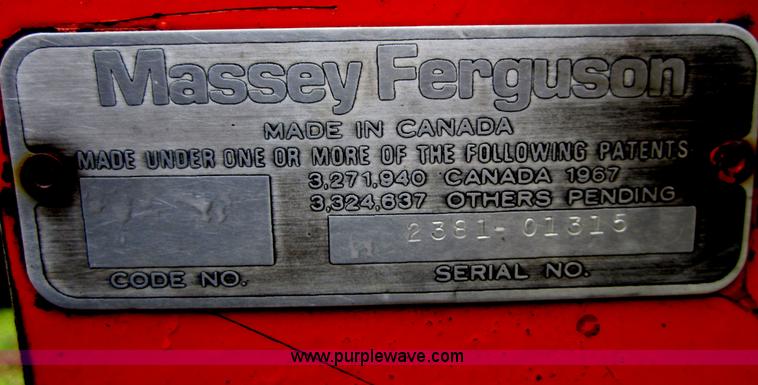 Massey Ferguson
MADE IN CANADA
MADE UNDER ONE OR MORE OF THE FOLLOWING PATENTS
3,271,940 CANADA 1967
3,324,637 OTHERS PENDING
2381-01315
CODE NO.
SERIAL NO.
www.purplewave.com